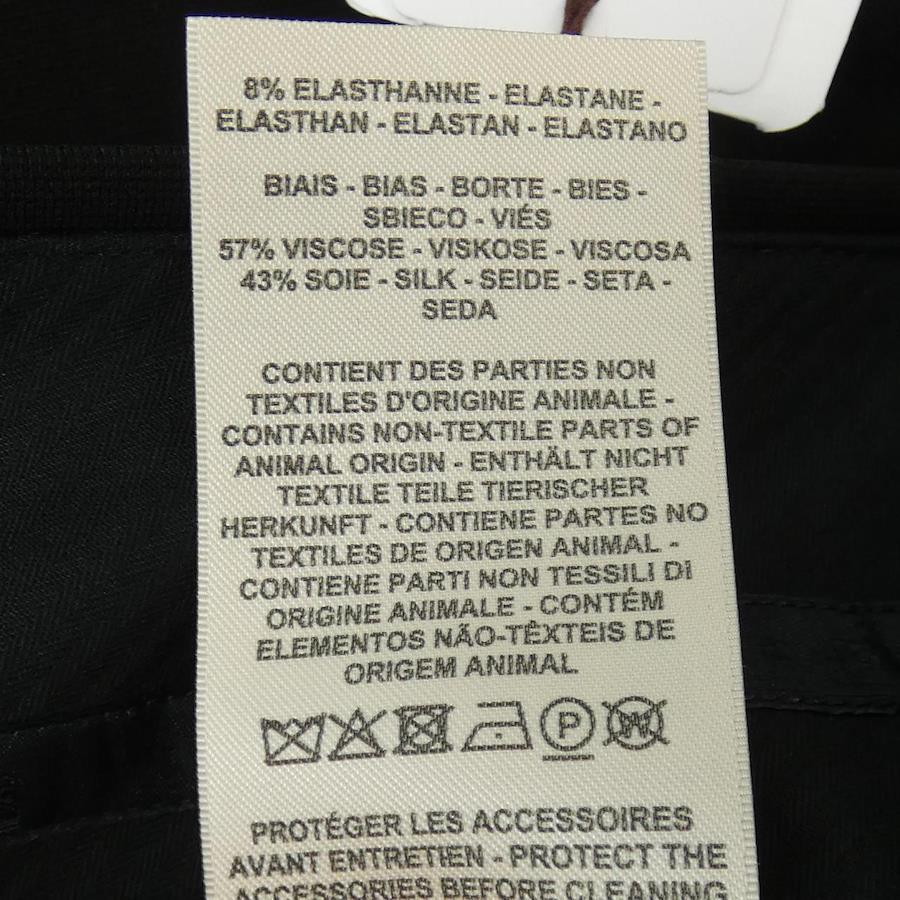 8% ELASTHANNE - ELASTANE -
ELASTHAN - ELASTAN - ELASTANO
BIAIS - BIAS - BORTE - BIES -
SBIECO - VIÉS
57% VISCOSE - VISKOSE - VISCOSA
43% SOIE - SILK - SEIDE - SETA -
SEDA
CONTIENT DES PARTIES NON
TEXTILES D'ORIGINE ANIMALE -
CONTAINS NON-TEXTILE PARTS OF
ANIMAL ORIGIN - ENTHÄLT NICHT
TEXTILE TEILE TIERISCHER
HERKUNFT - CONTIENE PARTES NO
TEXTILES DE ORIGEN ANIMAL -
CONTIENE PARTI NON TESSILI DI
ORIGINE ANIMALE - CONTÉM
ELEMENTOS NÃO-TÊXTEIS DE
ORIGEM ANIMAL
P W
PROTÉGER LES ACCESSOIRES
AVANT ENTRETIEN - PROTECT THE
ACCESSORIES BEFORE CLEANING